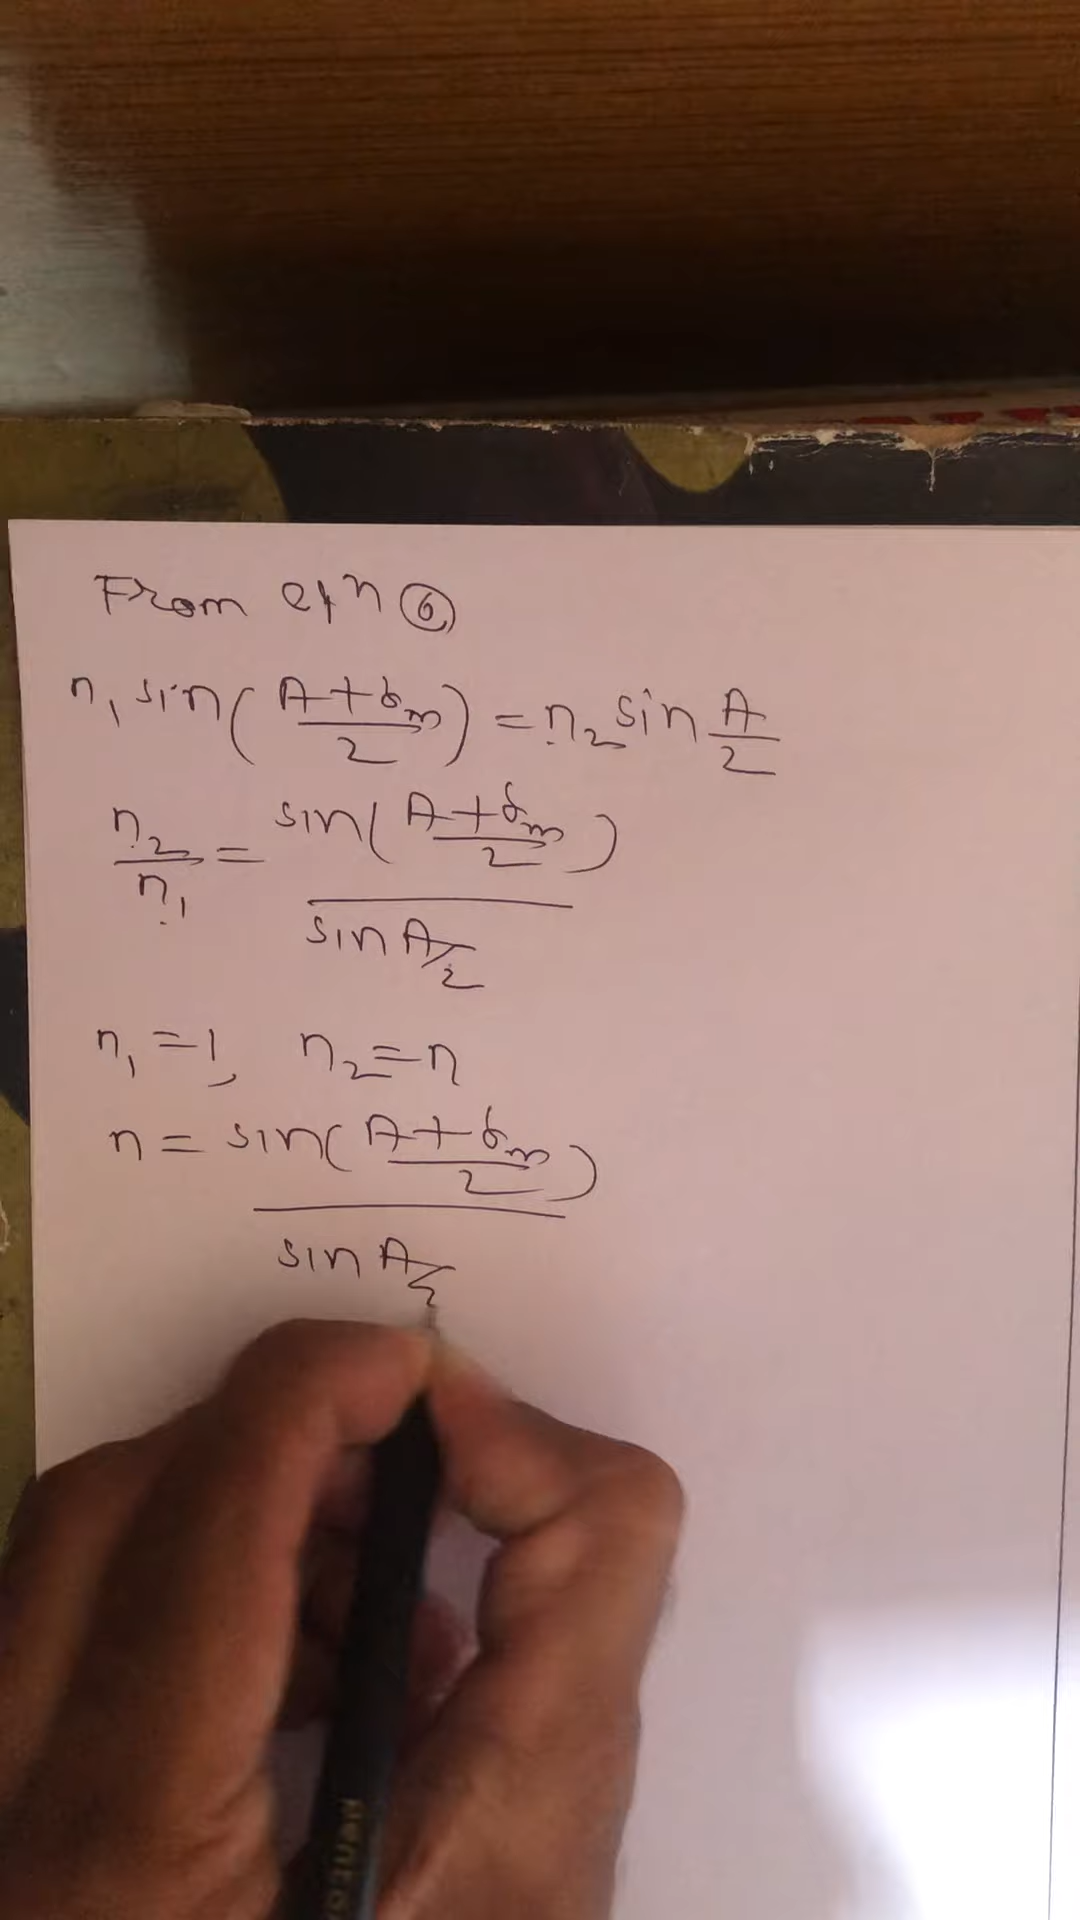 From eqn ⑥
n₁ sin((A+δₘ)/2) = n₂ sin A/2
n₂/n₁ = sin((A+δₘ)/2) / sin A/2
n₁ = 1, n₂ = n
n = sin((A+δₘ)/2) / sin A/2